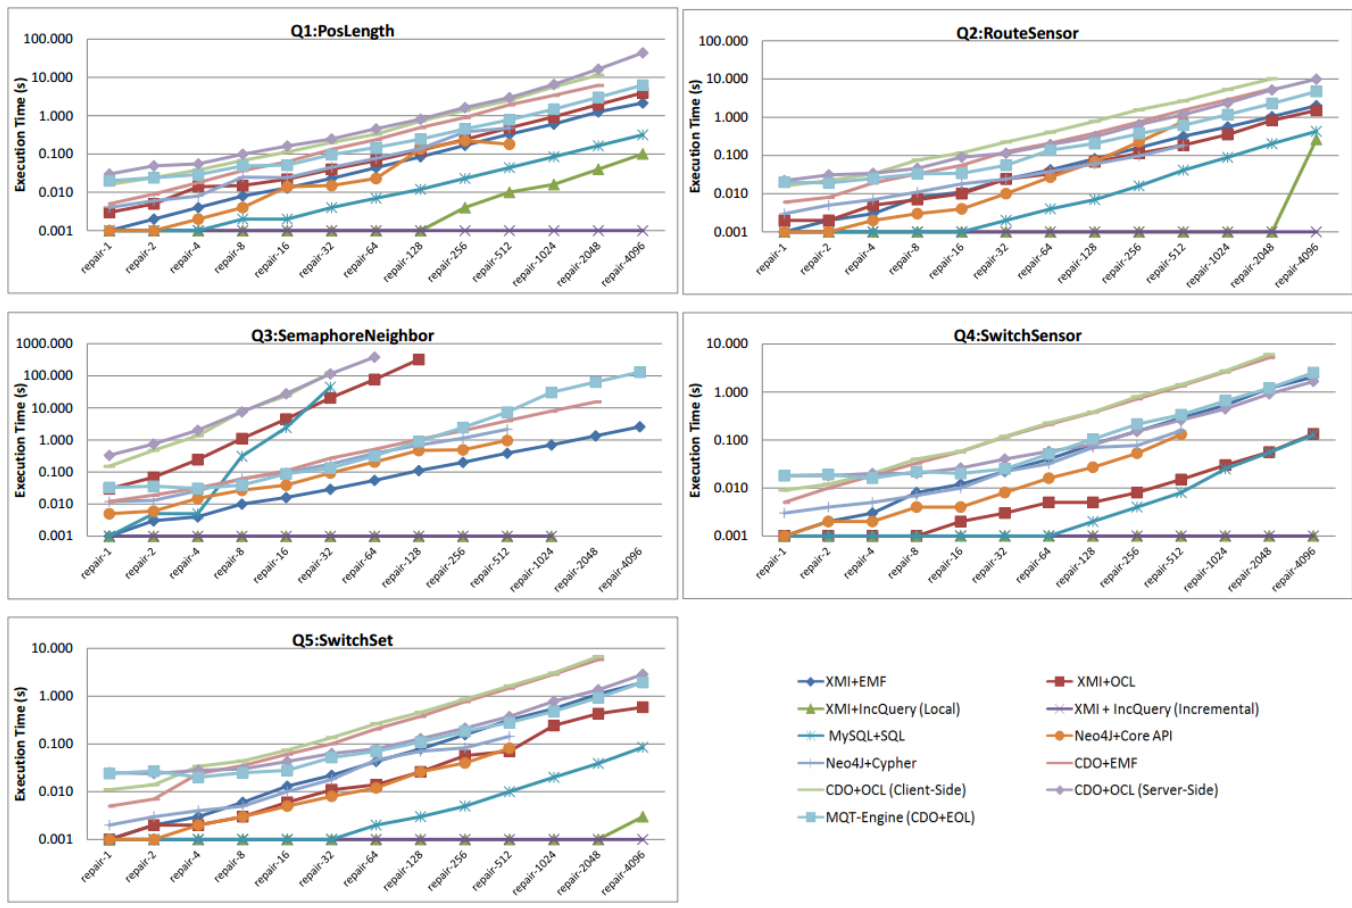 Q1:PosLength
Execution Time (s)
100.000
10.000
1.000
0.100
0.010
0.001
repair-1
repair-2
repair-4
repair-8
repair-16
repair-32
repair-64
repair-128
repair-256
repair-512
repair-1024
repair-2048
repair-4096
Q2:RouteSensor
Execution Time (s)
100.000
10.000
1.000
0.100
0.010
0.001
repair-1
repair-2
repair-4
repair-8
repair-16
repair-32
repair-64
repair-128
repair-256
repair-512
repair-1024
repair-2048
repair-4096
Q3:SemaphoreNeighbor
Execution Time (s)
1000.000
100.000
10.000
1.000
0.100
0.010
0.001
repair-1
repair-2
repair-4
repair-8
repair-16
repair-32
repair-64
repair-128
repair-256
repair-512
repair-1024
repair-2048
repair-4096
Q4:SwitchSensor
Execution Time (s)
10.000
1.000
0.100
0.010
0.001
repair-1
repair-2
repair-4
repair-8
repair-16
repair-32
repair-64
repair-128
repair-256
repair-512
repair-1024
repair-2048
repair-4096
Q5:SwitchSet
Execution Time (s)
10.000
1.000
0.100
0.010
0.001
repair-1
repair-2
repair-4
repair-8
repair-16
repair-32
repair-64
repair-128
repair-256
repair-512
repair-1024
repair-2048
repair-4096
XMI+EMF
XMI+OCL
XMI+IncQuery (Local)
XMI + IncQuery (Incremental)
MySQL+SQL
Neo4J+Core API
Neo4J+Cypher
CDO+EMF
CDO+OCL (Client-Side)
CDO+OCL (Server-Side)
MQT-Engine (CDO+EOL)